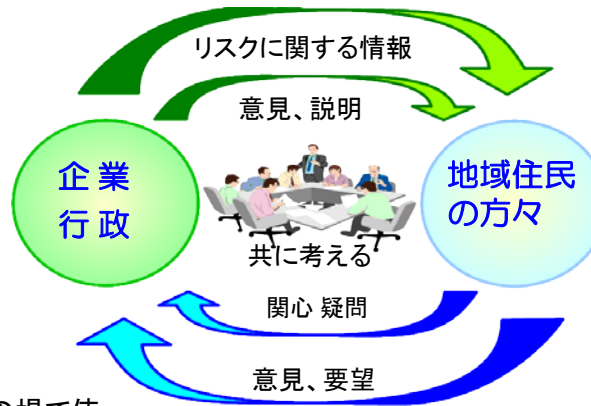 リスクに関する情報
意見、説明
企業
行政
地域住民
の方々
共に考える
関心 疑問
意見、要望